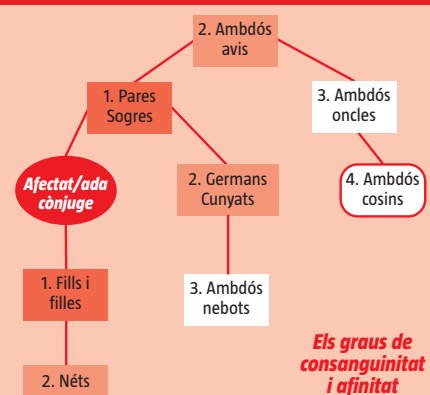 2. Ambdós
avis
1. Pares
Sogres
3. Ambdós
oncles
Afectat/ada
cònjuge
2. Germans
Cunyats
4. Ambdós
cosins
1. Fills i
filles
3. Ambdós
nebots
2. Néts
Els graus de
consanguinitat
i afinitat